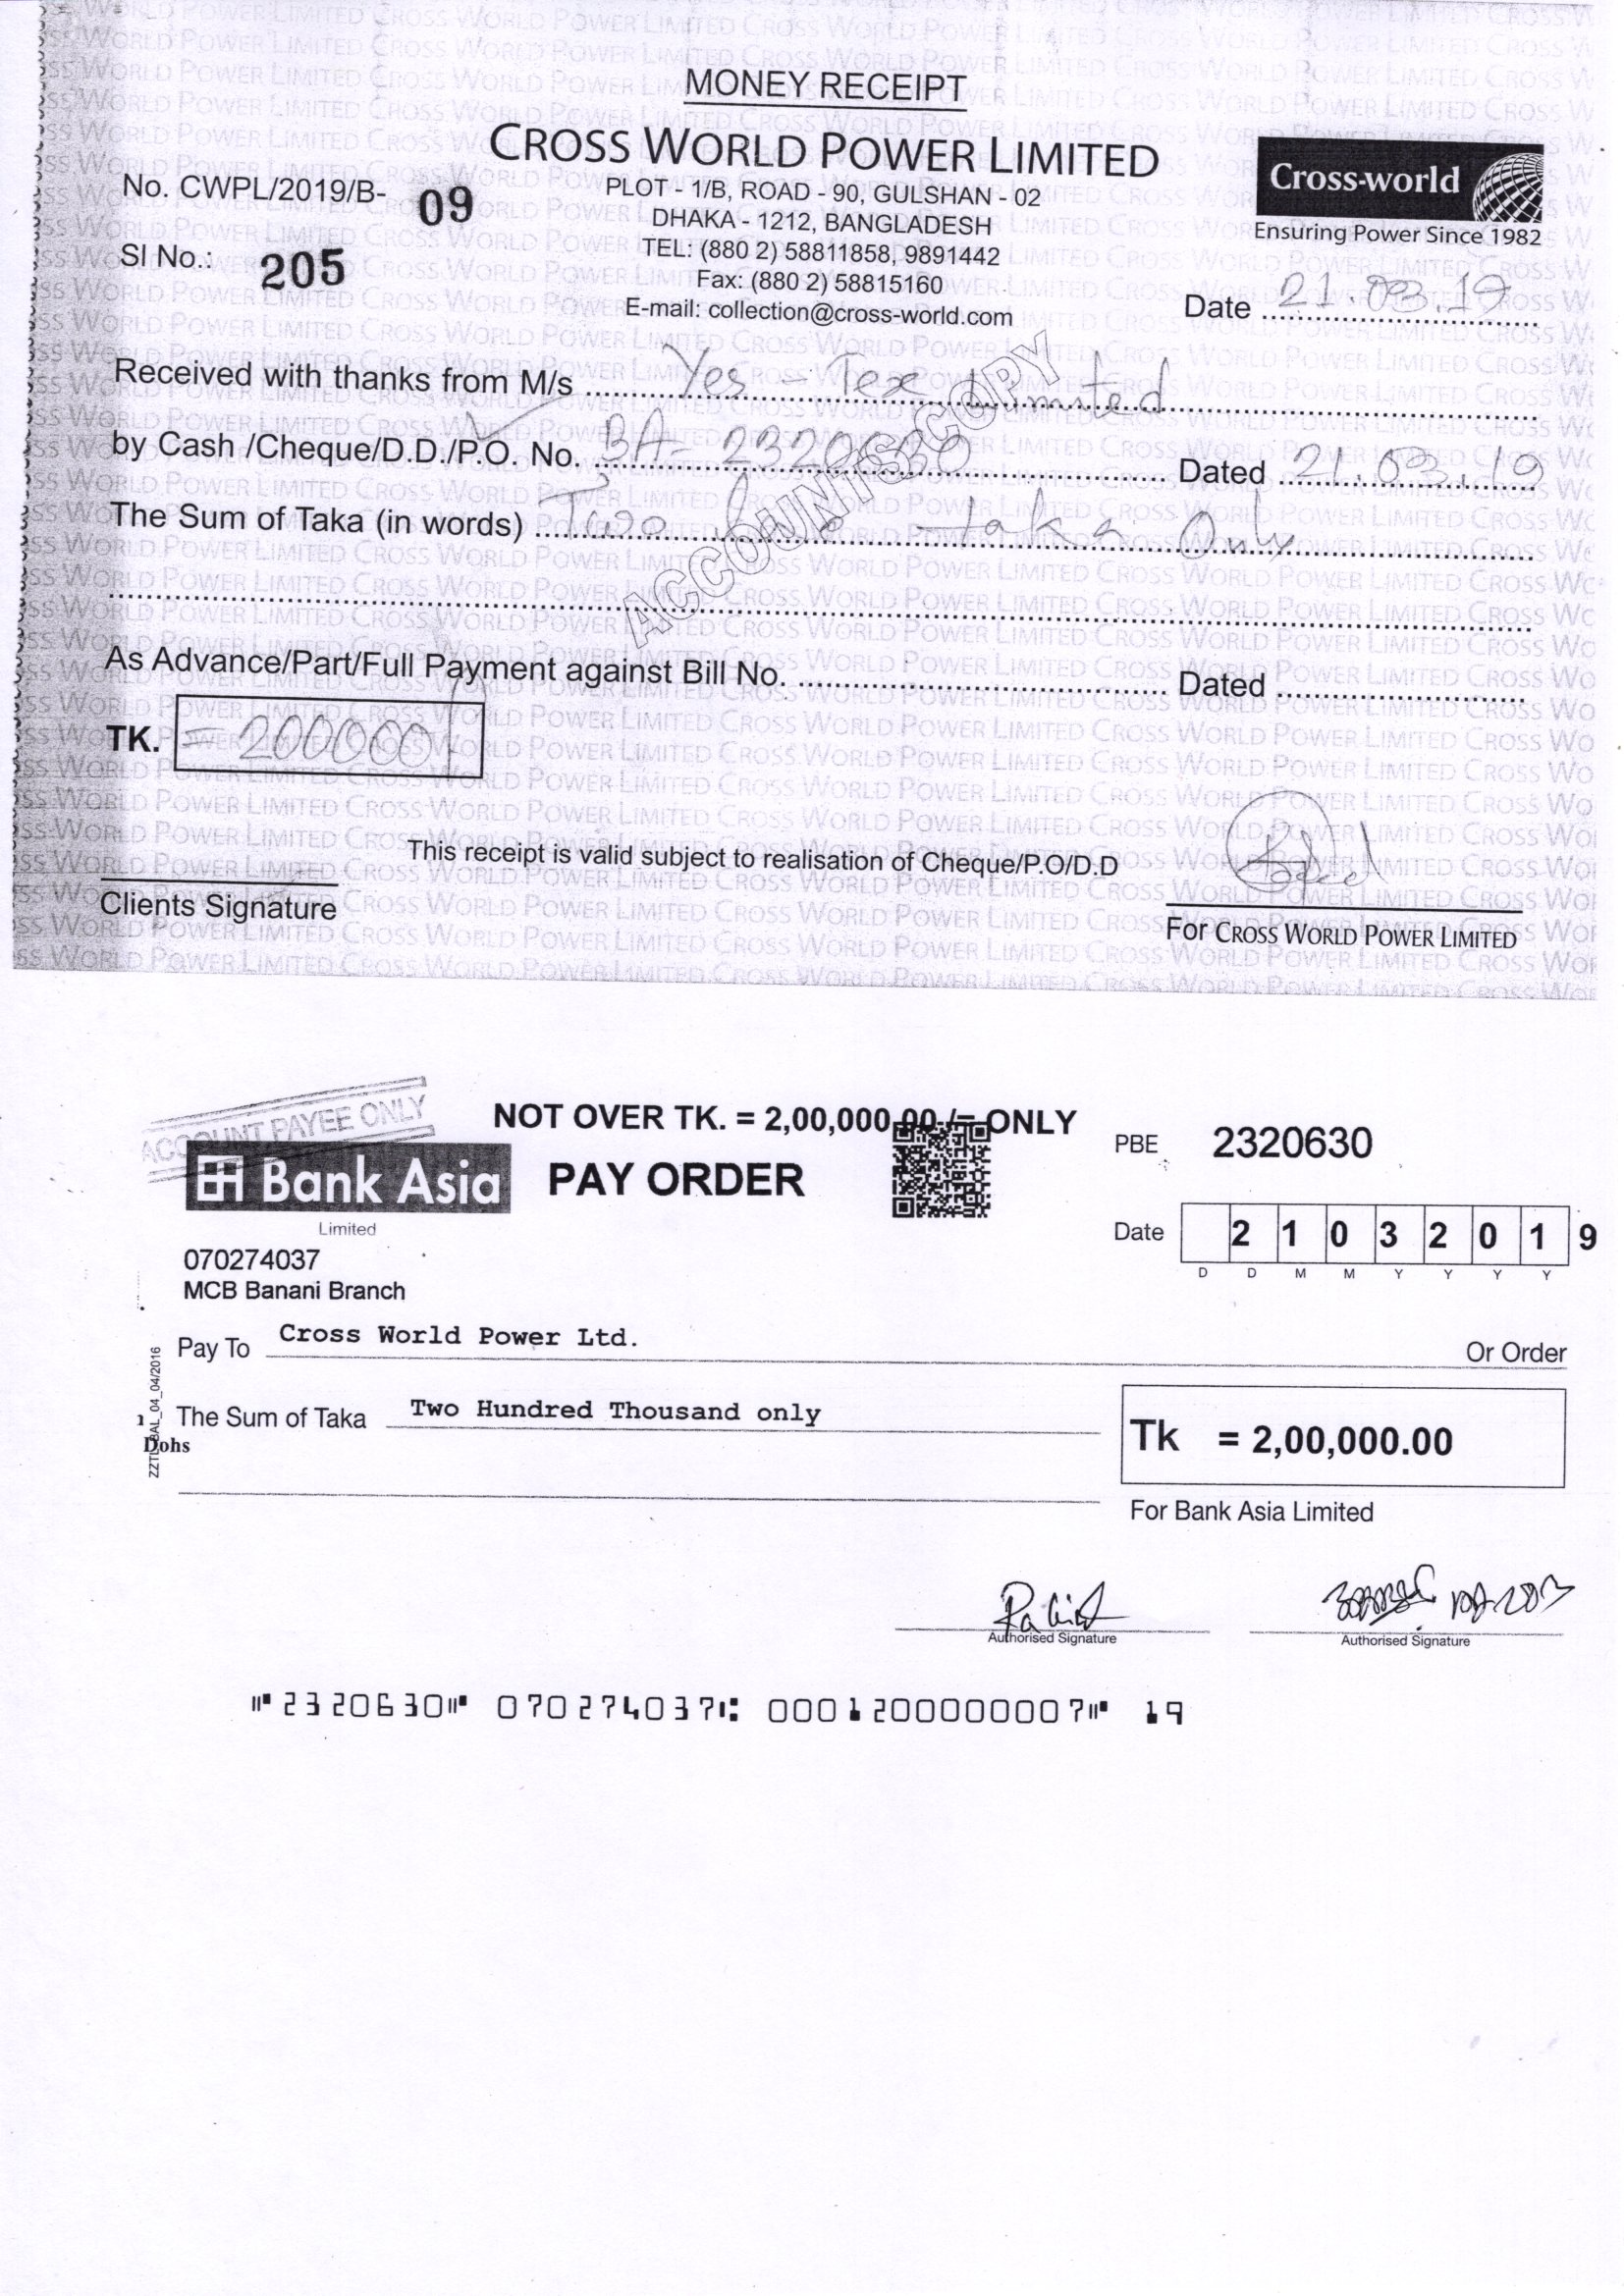 MONEY RECEIPT
CROSS WORLD POWER LIMITED
PLOT - 1/B, ROAD - 90, GULSHAN - 02
DHAKA - 1212, BANGLADESH
TEL: (880 2) 58811858, 9891442
Fax: (880 2) 58815160
E-mail: collection@cross-world.com
No. CWPL/2019/B- 09
Sl No.: 205
Cross-world
Ensuring Power Since 1982
Date 21.03.19
Received with thanks from M/s Yes - Tex Limited
by Cash /Cheque/D.D./P.O. No. BA- 2320630 Dated 21.03.19
The Sum of Taka (in words) Two taka Only
ACCOUNTS COPY
As Advance/Part/Full Payment against Bill No. Dated
TK. = 200000/
This receipt is valid subject to realisation of Cheque/P.O/D.D
Clients Signature
For CROSS WORLD POWER LIMITED
ACCOUNT PAYEE ONLY
NOT OVER TK. = 2,00,000.00 /= ONLY
Bank Asia
Limited
PAY ORDER
PBE 2320630
Date 2 1 0 3 2 0 1 9
D D M M Y Y Y Y
070274037
MCB Banani Branch
Pay To Cross World Power Ltd. Or Order
The Sum of Taka Two Hundred Thousand only
Tk = 2,00,000.00
Dohs
For Bank Asia Limited
Authorised Signature
Authorised Signature
⑈2320630⑈ 070274037⑆ 0001200000007⑈ 19